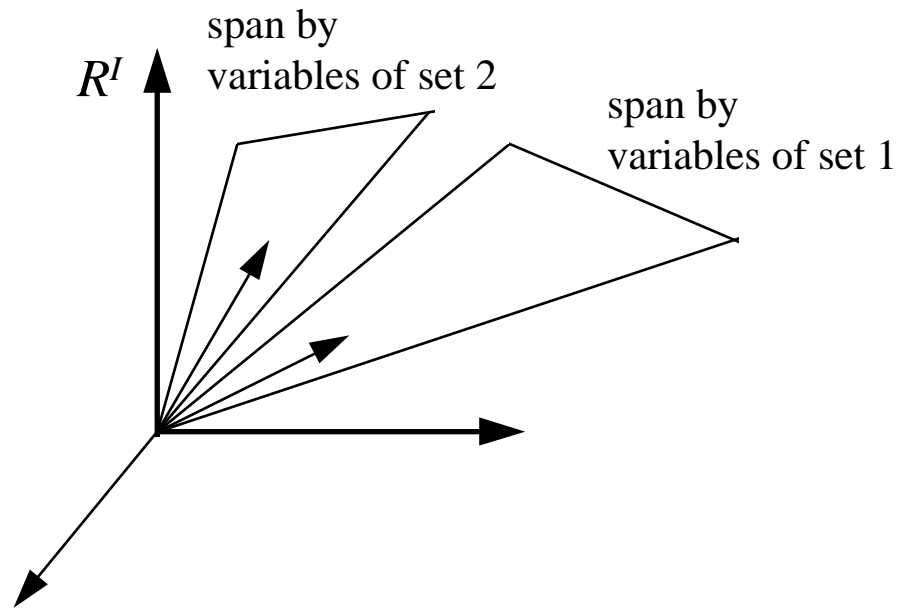 span by
variables of set 2
R^I
span by
variables of set 1